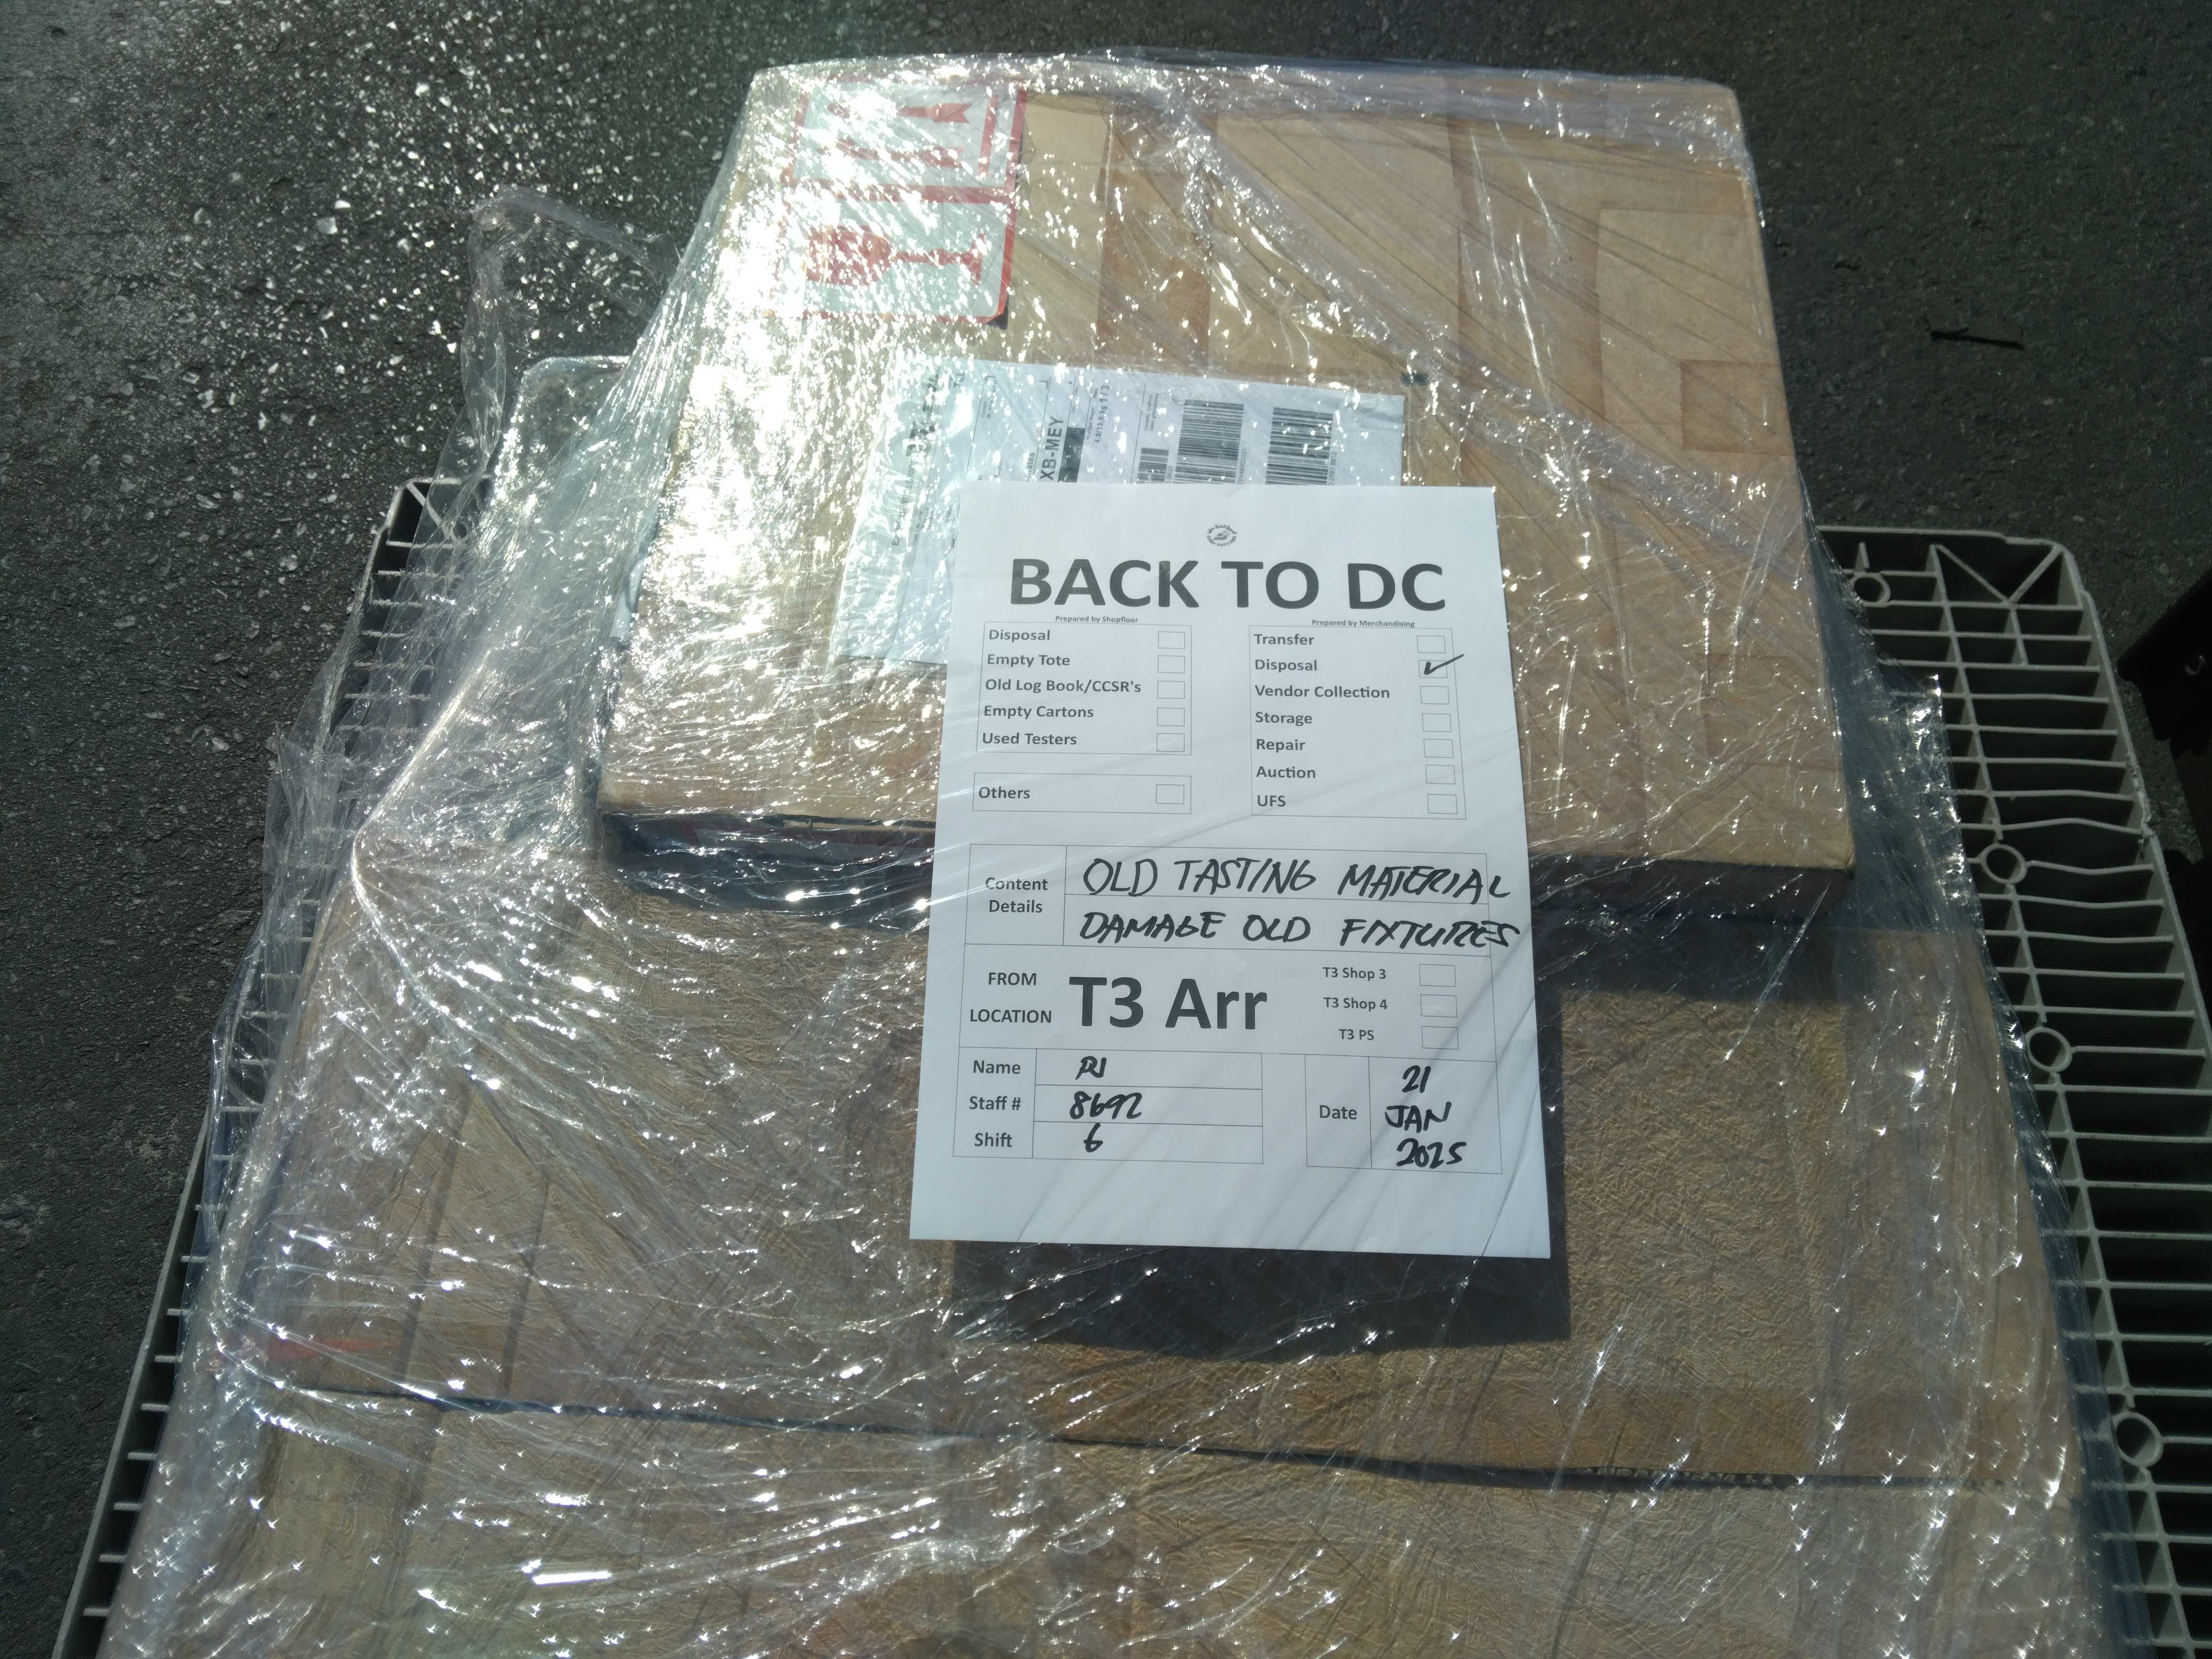 XB-MEY
BACK TO DC
Prepared by Shopfloor
Disposal
Empty Tote
Old Log Book/CCSR's
Empty Cartons
Used Testers
Others
Prepared by Merchandising
Transfer
Disposal
Vendor Collection
Storage
Repair
Auction
UFS
Content
Details
OLD TASTING MATERIAL
DAMAGE OLD FIXTURES
FROM
LOCATION
T3 Arr
T3 Shop 3
T3 Shop 4
T3 PS
Name
Staff #
8692
Shift
6
Date
21
JAN
2025